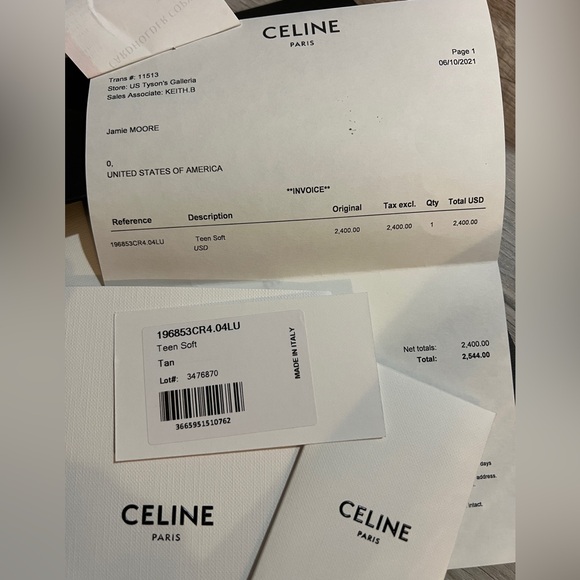 CARDHOLDER COPY
CELINE
PARIS
Page 1
06/10/2021
Trans #: 11513
Store: US Tyson's Galleria
Sales Associate: KEITH.B
Jamie MOORE
0,
UNITED STATES OF AMERICA
**INVOICE**
Reference Description Original Tax excl. Qty Total USD
196853CR4.04LU Teen Soft 2,400.00 2,400.00 1 2,400.00
USD
Net totals: 2,400.00
Total: 2,544.00
196853CR4.04LU
Teen Soft
Tan
Lot#: 3476870
3665951510762
MADE IN ITALY
days
address.
ntact.
CELINE
PARIS
CELINE
PARIS